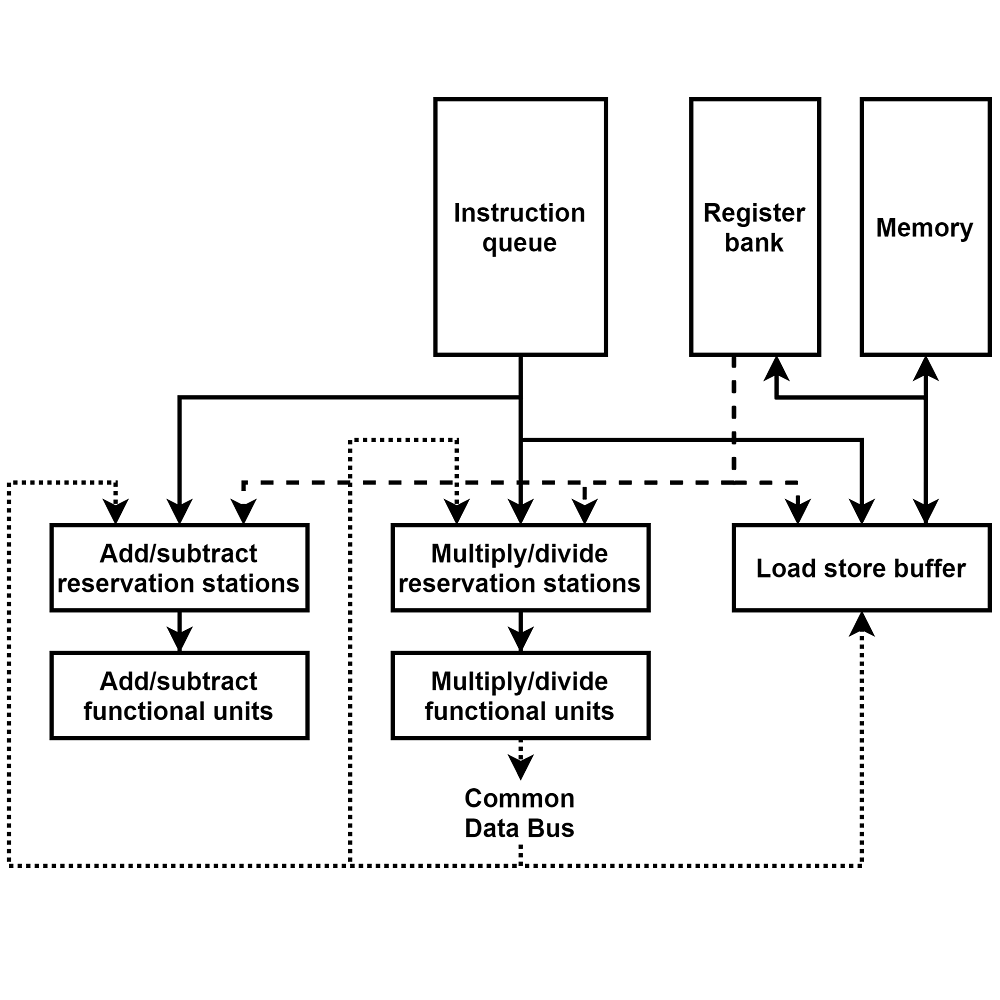 Instruction
queue
Register
bank
Memory
Add/subtract
reservation stations
Multiply/divide
reservation stations
Load store buffer
Add/subtract
functional units
Multiply/divide
functional units
Common
Data Bus